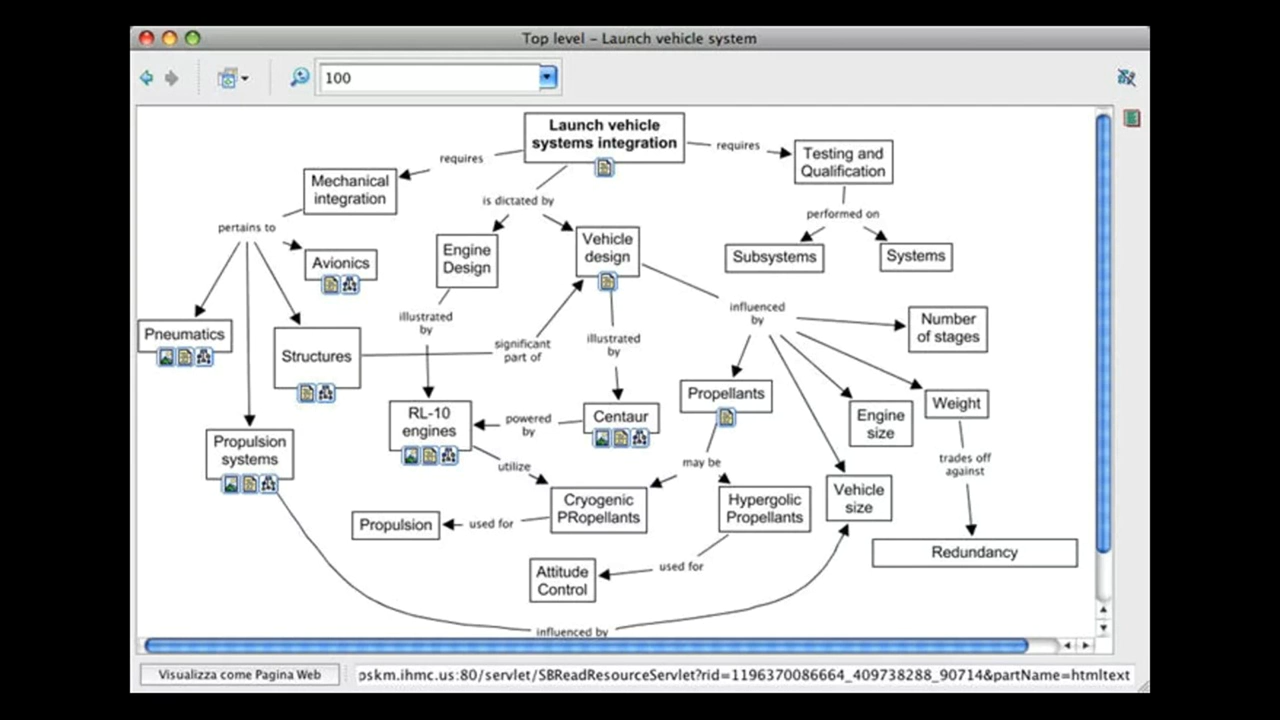 Top level – Launch vehicle system
100
Launch vehicle
systems integration
requires
requires
Mechanical
integration
Testing and
Qualification
is dictated by
performed on
pertains to
Avionics
Engine
Design
Vehicle
design
Subsystems
Systems
Pneumatics
Structures
illustrated
by
significant
part of
illustrated
by
influenced
by
Number
of stages
Propellants
Engine
size
Weight
RL-10
engines
powered
by
Centaur
Propulsion
systems
utilize
may be
trades off
against
Cryogenic
PRopellants
Hypergolic
Propellants
Vehicle
size
Propulsion
used for
Redundancy
Attitude
Control
used for
influenced by
Visualizza come Pagina Web
pskm.ihmc.us:80/servlet/SBReadResourceServlet?rid=1196370086664_409738288_90714&partName=htmltext